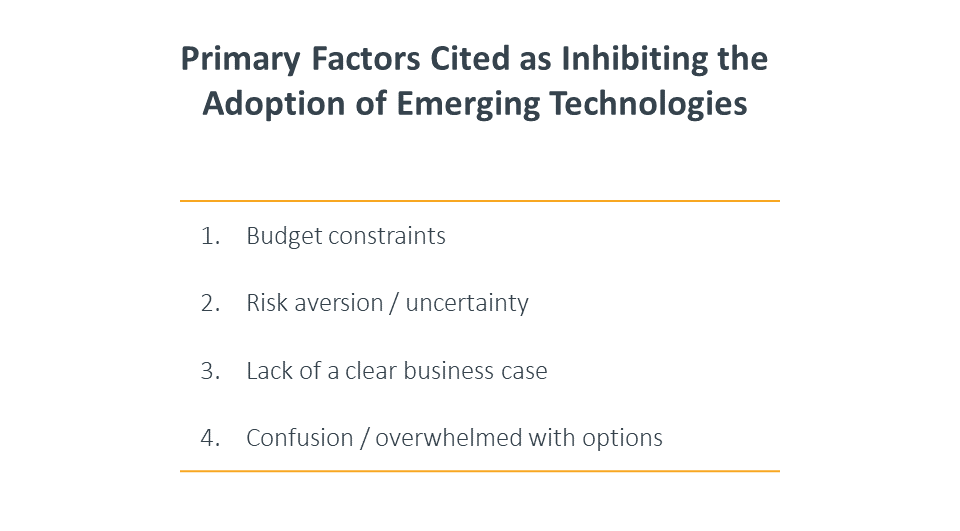 Primary Factors Cited as Inhibiting the
Adoption of Emerging Technologies
1. Budget constraints
2. Risk aversion / uncertainty
3. Lack of a clear business case
4. Confusion / overwhelmed with options